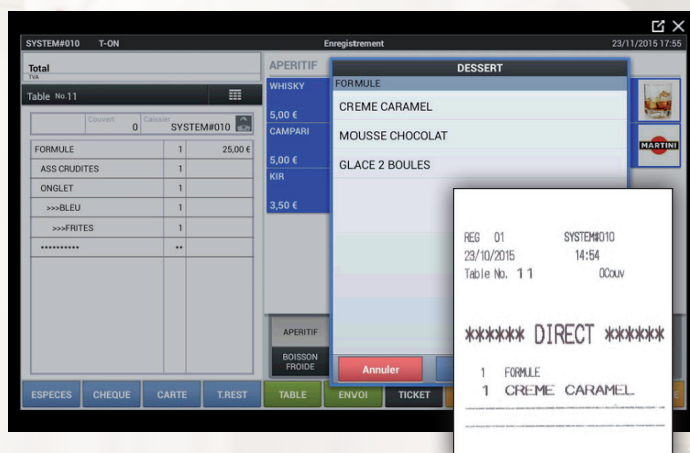 SYSTEM#010 T-ON Enregistrement 23/11/2015 17:55
Total
TVA
Table No.11
Couvert 0 Caissier SYSTEM#010
FORMULE 1 25,00 €
ASS CRUDITES 1
ONGLET 1
>>>BLEU 1
>>>FRITES 1
•••••••••• ••
APERITIF
WHISKY
5,00 €
CAMPARI
5,00 €
KIR
3,50 €
MARTINI
DESSERT
FORMULE
CREME CARAMEL
MOUSSE CHOCOLAT
GLACE 2 BOULES
Annuler
APERITIF
BOISSON
FROIDE
ESPECES CHEQUE CARTE T.REST TABLE ENVOI TICKET
REG 01 SYSTEM#010
23/10/2015 14:54
Table No. 11 0Couv
****** DIRECT ******
1 FORMULE
1 CREME CARAMEL